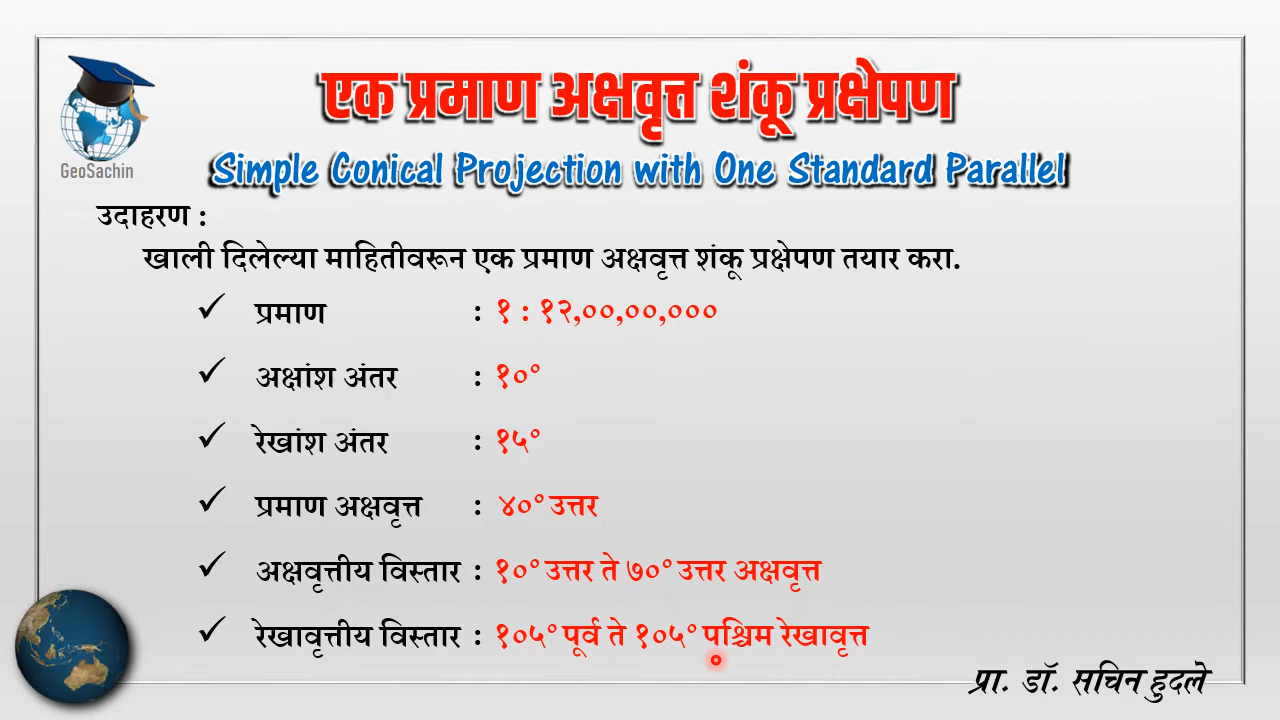 एक प्रमाण अक्षवृत्त शंकू प्रक्षेपण
GeoSachin
Simple Conical Projection with One Standard Parallel
उदाहरण :
खाली दिलेल्या माहितीवरून एक प्रमाण अक्षवृत्त शंकू प्रक्षेपण तयार करा.
✓ प्रमाण : १ : १२,००,००,०००
✓ अक्षांश अंतर : १०°
✓ रेखांश अंतर : १५°
✓ प्रमाण अक्षवृत्त : ४०° उत्तर
✓ अक्षवृत्तीय विस्तार : १०° उत्तर ते ७०° उत्तर अक्षवृत्त
✓ रेखावृत्तीय विस्तार : १०५° पूर्व ते १०५° पश्चिम रेखावृत्त
प्रा. डॉ. सचिन हुदले